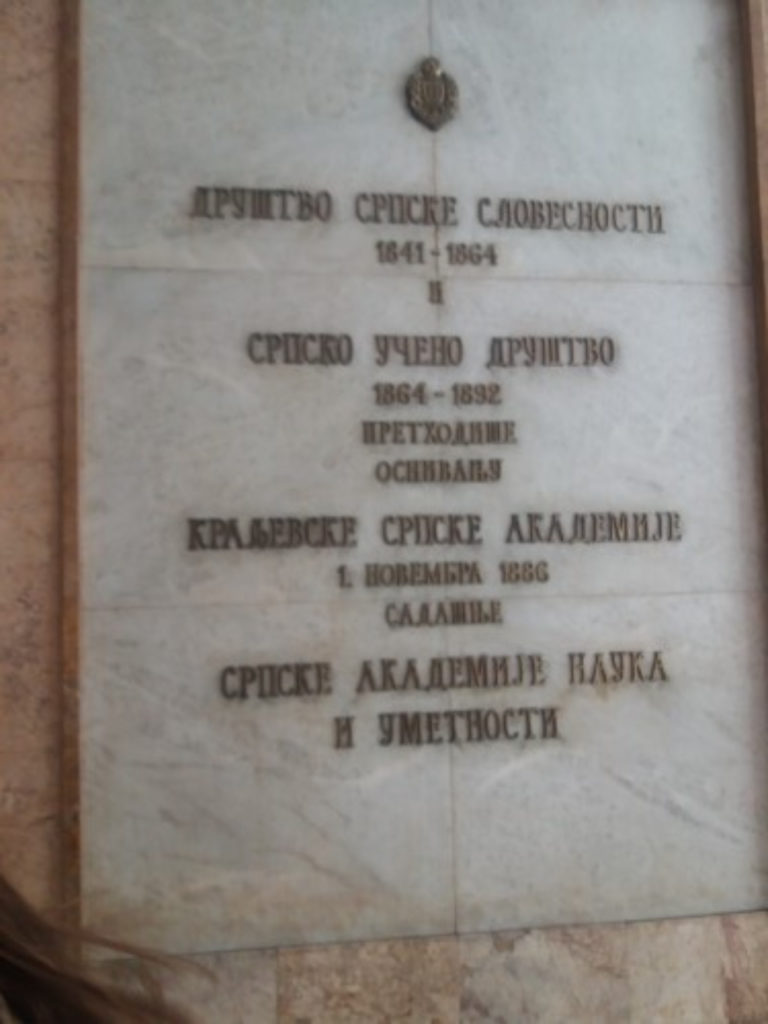 ДРУШТВО СРПСКЕ СЛОВЕСНОСТИ
1841-1864
И
СРПСКО УЧЕНО ДРУШТВО
1864-1892
ПРЕТХОДИШЕ
ОСНИВАЊУ
КРАЉЕВСКЕ СРПСКЕ АКАДЕМИЈЕ
1. НОВЕМБРА 1886
САДАШЊЕ
СРПСКЕ АКАДЕМИЈЕ НАУКА
И УМЕТНОСТИ